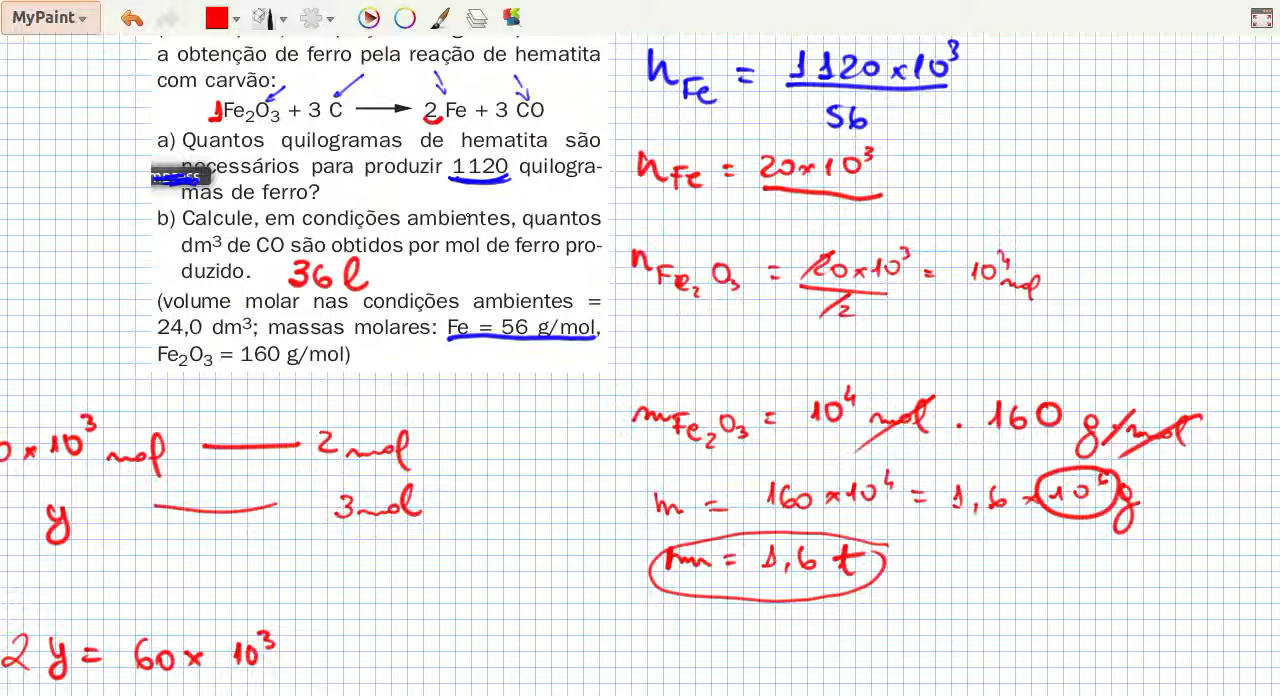 MyPaint
a obtenção de ferro pela reação de hematita
com carvão:
1Fe₂O₃ + 3 C → 2 Fe + 3 CO
a) Quantos quilogramas de hematita são
necessários para produzir 1120 quilogra-
mas de ferro?
b) Calcule, em condições ambientes, quantos
dm³ de CO são obtidos por mol de ferro pro-
duzido. 36 l
(volume molar nas condições ambientes =
24,0 dm³; massas molares: Fe = 56 g/mol,
Fe₂O₃ = 160 g/mol)
0 x 10³ mol — 2 mol
y — 3 mol
2 y = 60 x 10³
nFe = 1120 x 10³
56
nFe = 20 x 10³
nFe₂O₃ = 20 x 10³ = 10⁴ mol
2
mFe₂O₃ = 10⁴ mol . 160 g/mol
m = 160 x 10⁴ = 1,6 x 10⁶ g
m = 1,6 t